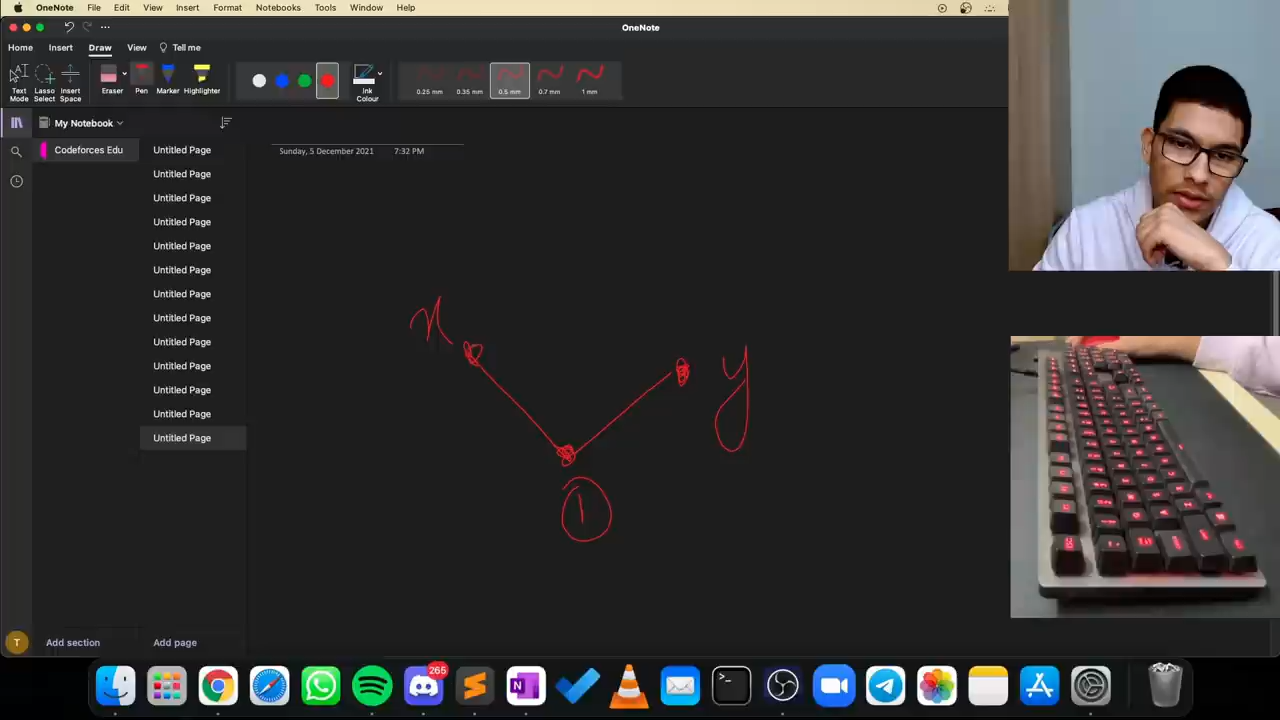 OneNote File Edit View Insert Format Notebooks Tools Window Help
OneNote
Home Insert Draw View Tell me
Text Mode
Lasso Select
Insert Space
Eraser
Pen
Marker
Highlighter
Ink Colour
0.25 mm
0.35 mm
0.5 mm
0.7 mm
1 mm
My Notebook
Codeforces Edu
Untitled Page
Untitled Page
Untitled Page
Untitled Page
Untitled Page
Untitled Page
Untitled Page
Untitled Page
Untitled Page
Untitled Page
Untitled Page
Untitled Page
Untitled Page
Sunday, 5 December 2021 7:32 PM
x
y
1
T
Add section
Add page
265